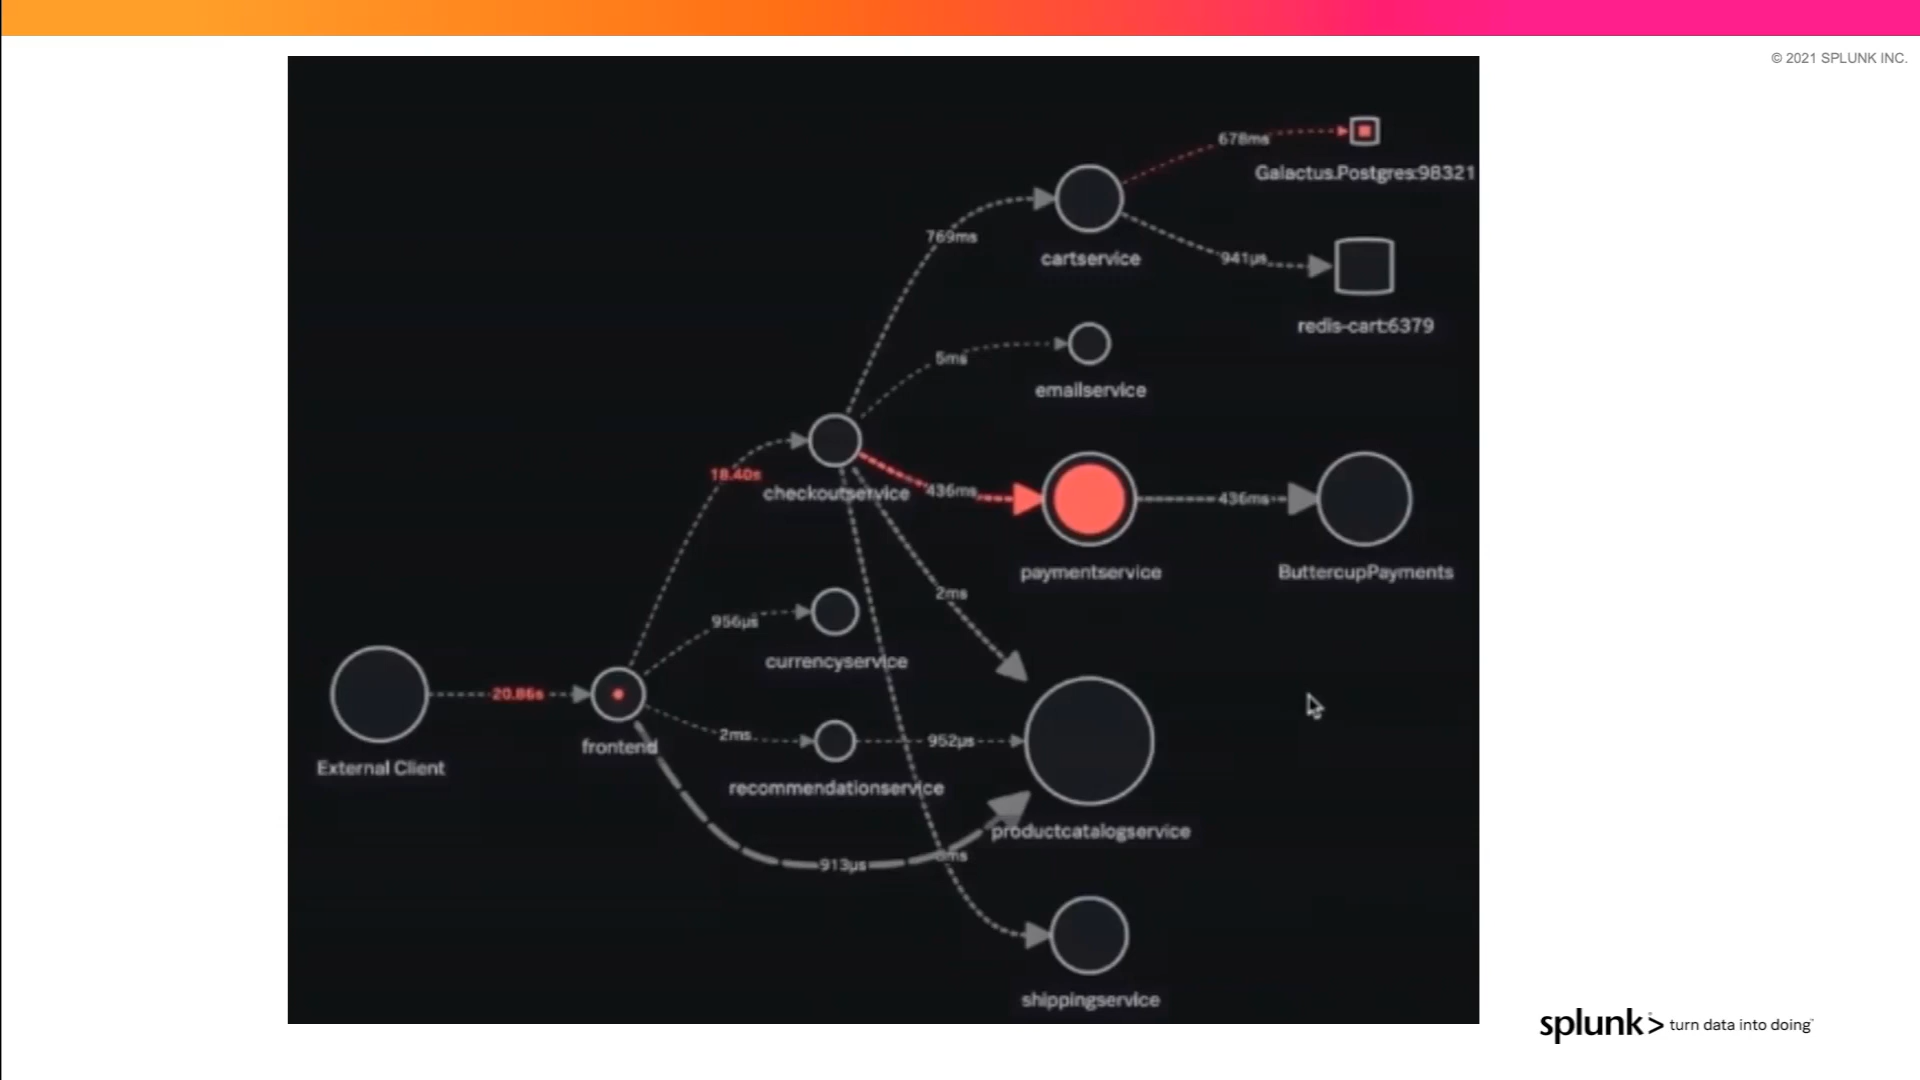 © 2021 SPLUNK INC.
678ms
Galactus.Postgres:98321
769ms
cartservice
941µs
redis-cart:6379
5ms
emailservice
18.40s
checkoutservice
436ms
436ms
paymentservice
ButtercupPayments
2ms
956µs
currencyservice
20.86s
frontend
External Client
2ms
952µs
recommendationservice
productcatalogservice
913µs
shippingservice
splunk> turn data into doing™